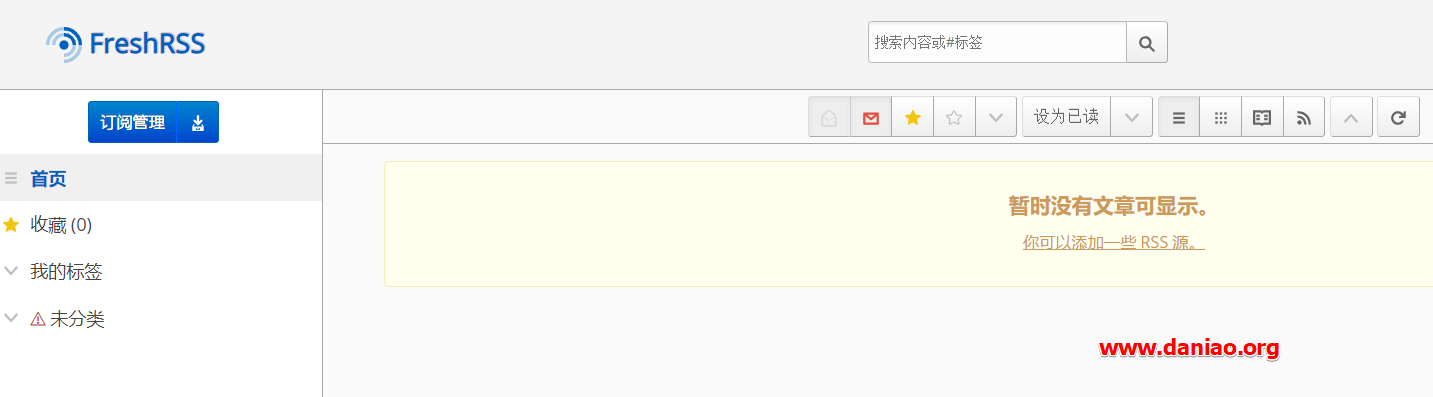 FreshRSS
搜索内容或#标签
订阅管理
设为已读
首页
收藏 (0)
我的标签
未分类
暂时没有文章可显示。
你可以添加一些 RSS 源。
www.daniao.org